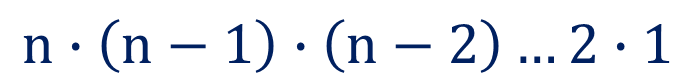 n · (n − 1) · (n − 2) ... 2 · 1